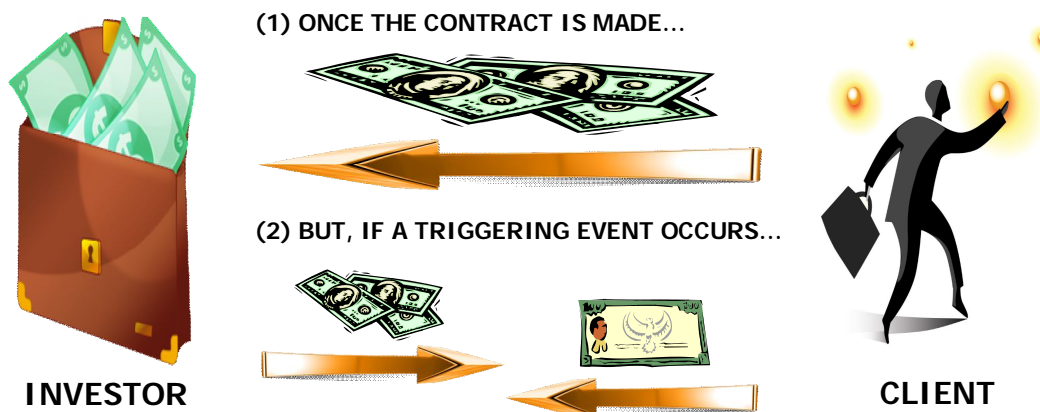 (1) ONCE THE CONTRACT IS MADE...
(2) BUT, IF A TRIGGERING EVENT OCCURS...
INVESTOR
CLIENT